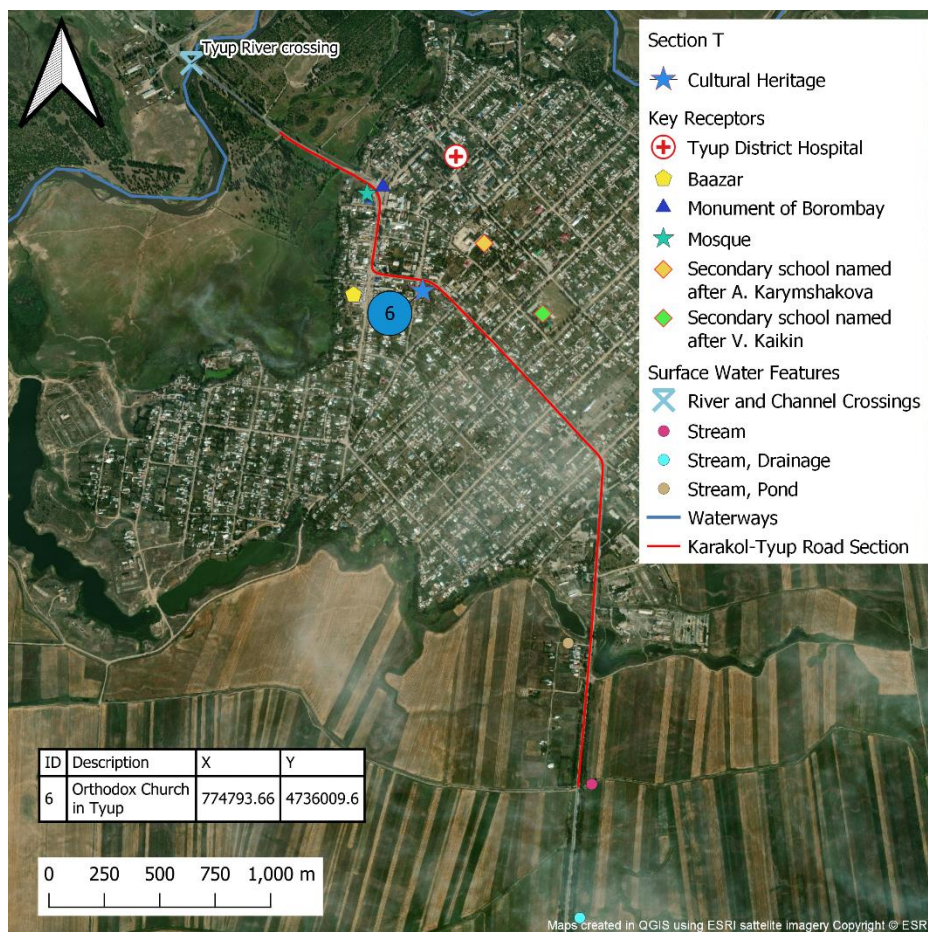 Tyup River crossing
Section T
Cultural Heritage
Key Receptors
Tyup District Hospital
Baazar
Monument of Borombay
Mosque
Secondary school named
after A. Karymshakova
Secondary school named
after V. Kaikin
Surface Water Features
River and Channel Crossings
Stream
Stream, Drainage
Stream, Pond
Waterways
Karakol-Tyup Road Section
6
ID Description X Y
6 Orthodox Church in Tyup 774793.66 4736009.6
0 250 500 750 1,000 m
Maps created in QGIS using ESRI sattelite imagery Copyright © ESR